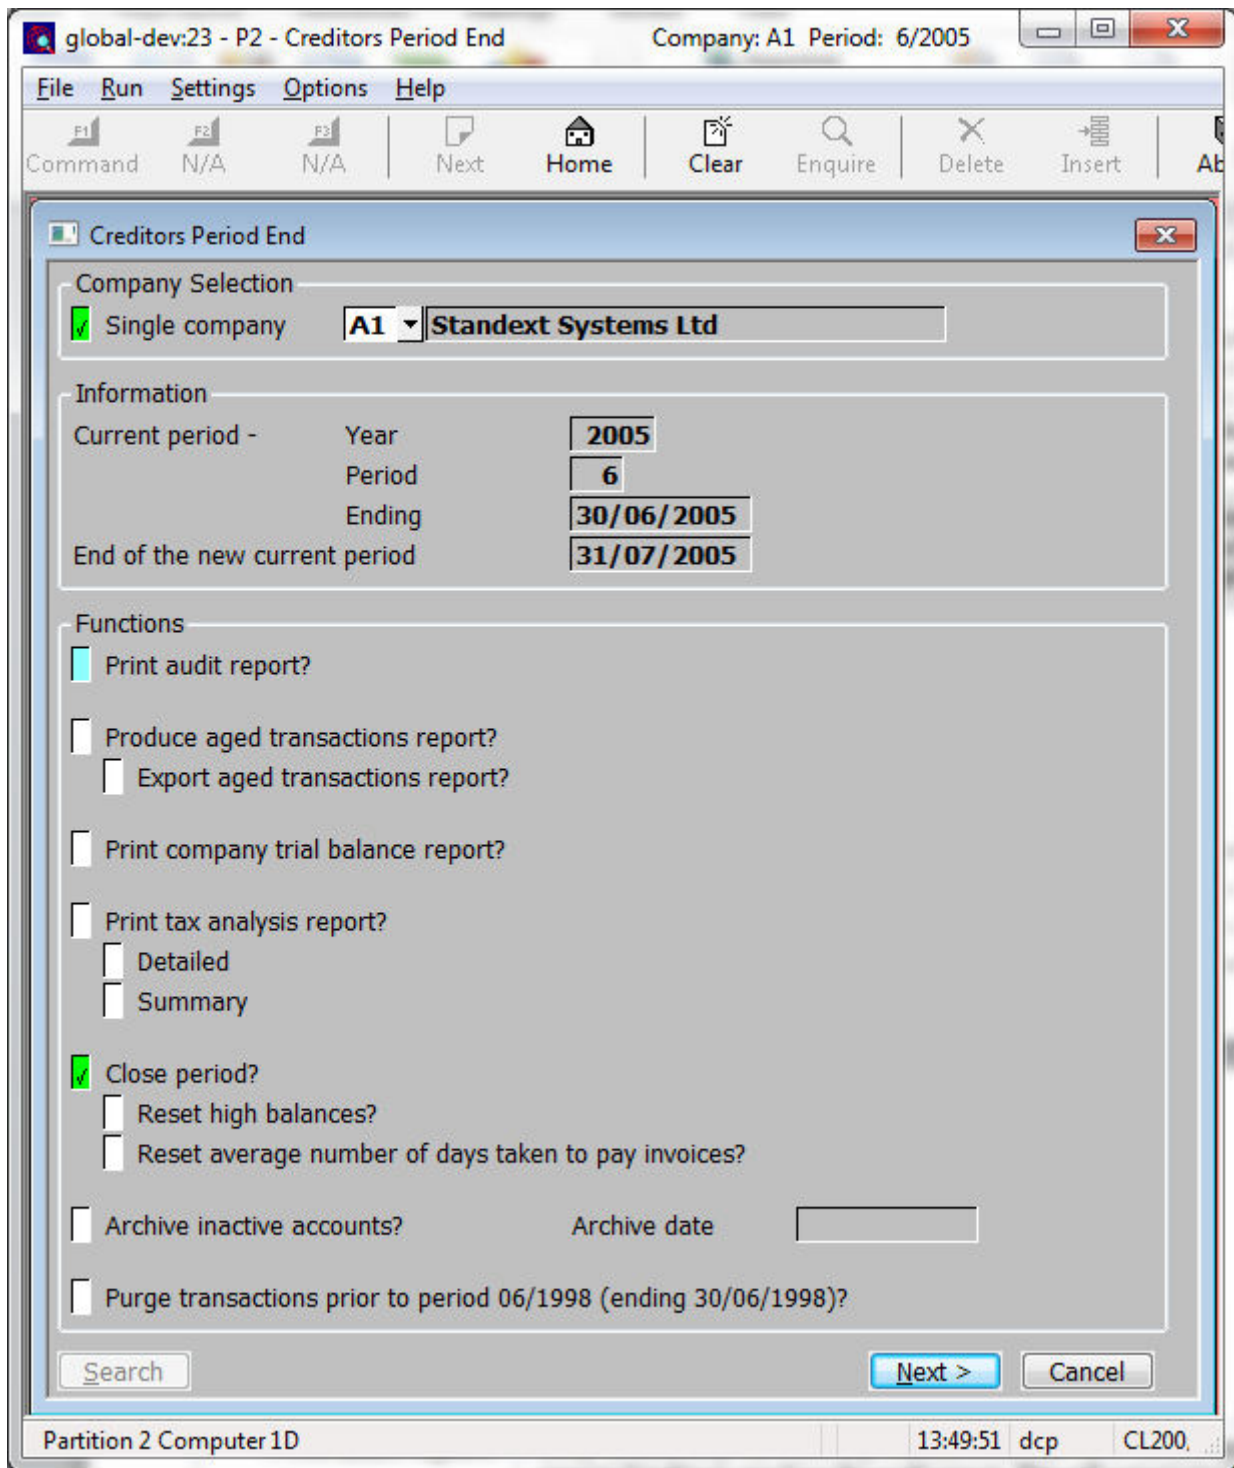 global-dev:23 - P2 - Creditors Period End Company: A1 Period: 6/2005
File Run Settings Options Help
F1 F2 F3
Command N/A N/A Next Home Clear Enquire Delete Insert Ab
Creditors Period End
Company Selection
Single company A1 Standext Systems Ltd
Information
Current period - Year 2005
Period 6
Ending 30/06/2005
End of the new current period 31/07/2005
Functions
Print audit report?
Produce aged transactions report?
Export aged transactions report?
Print company trial balance report?
Print tax analysis report?
Detailed
Summary
Close period?
Reset high balances?
Reset average number of days taken to pay invoices?
Archive inactive accounts? Archive date
Purge transactions prior to period 06/1998 (ending 30/06/1998)?
Search Next > Cancel
Partition 2 Computer 1D 13:49:51 dcp CL200,